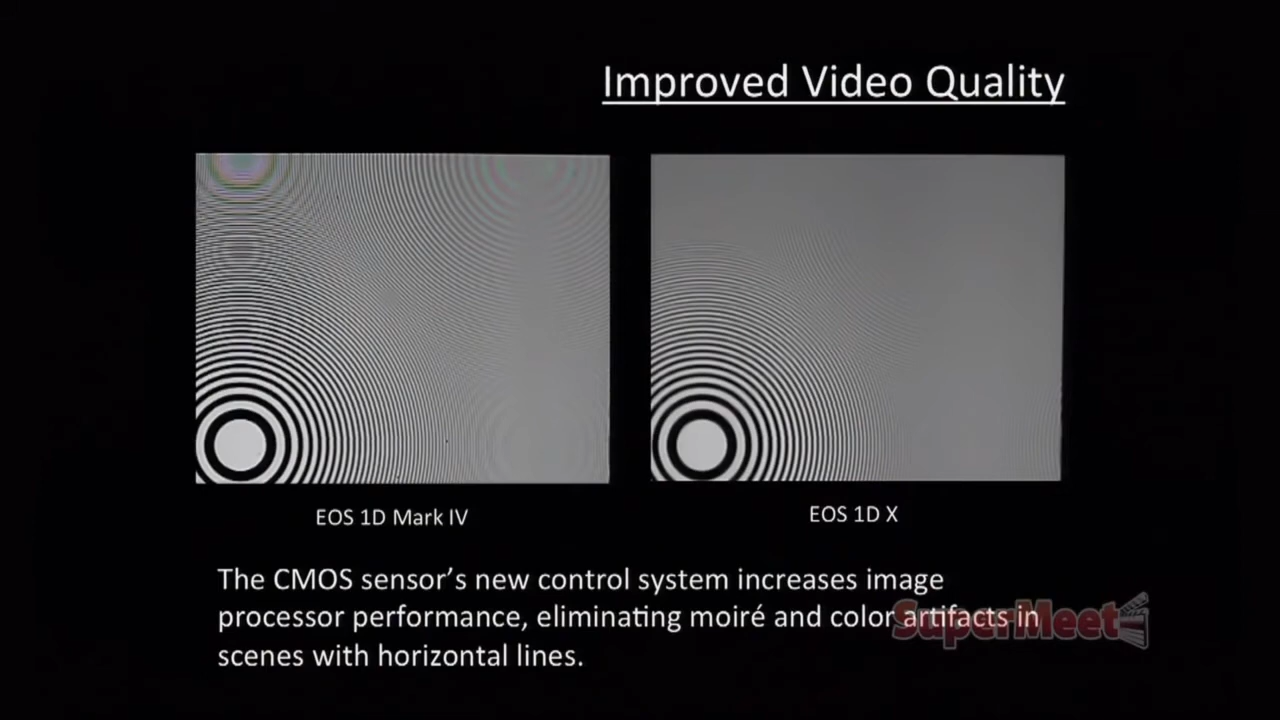 Improved Video Quality
EOS 1D Mark IV
EOS 1D X
The CMOS sensor's new control system increases image
processor performance, eliminating moiré and color artifacts in
scenes with horizontal lines.
SuperMeet